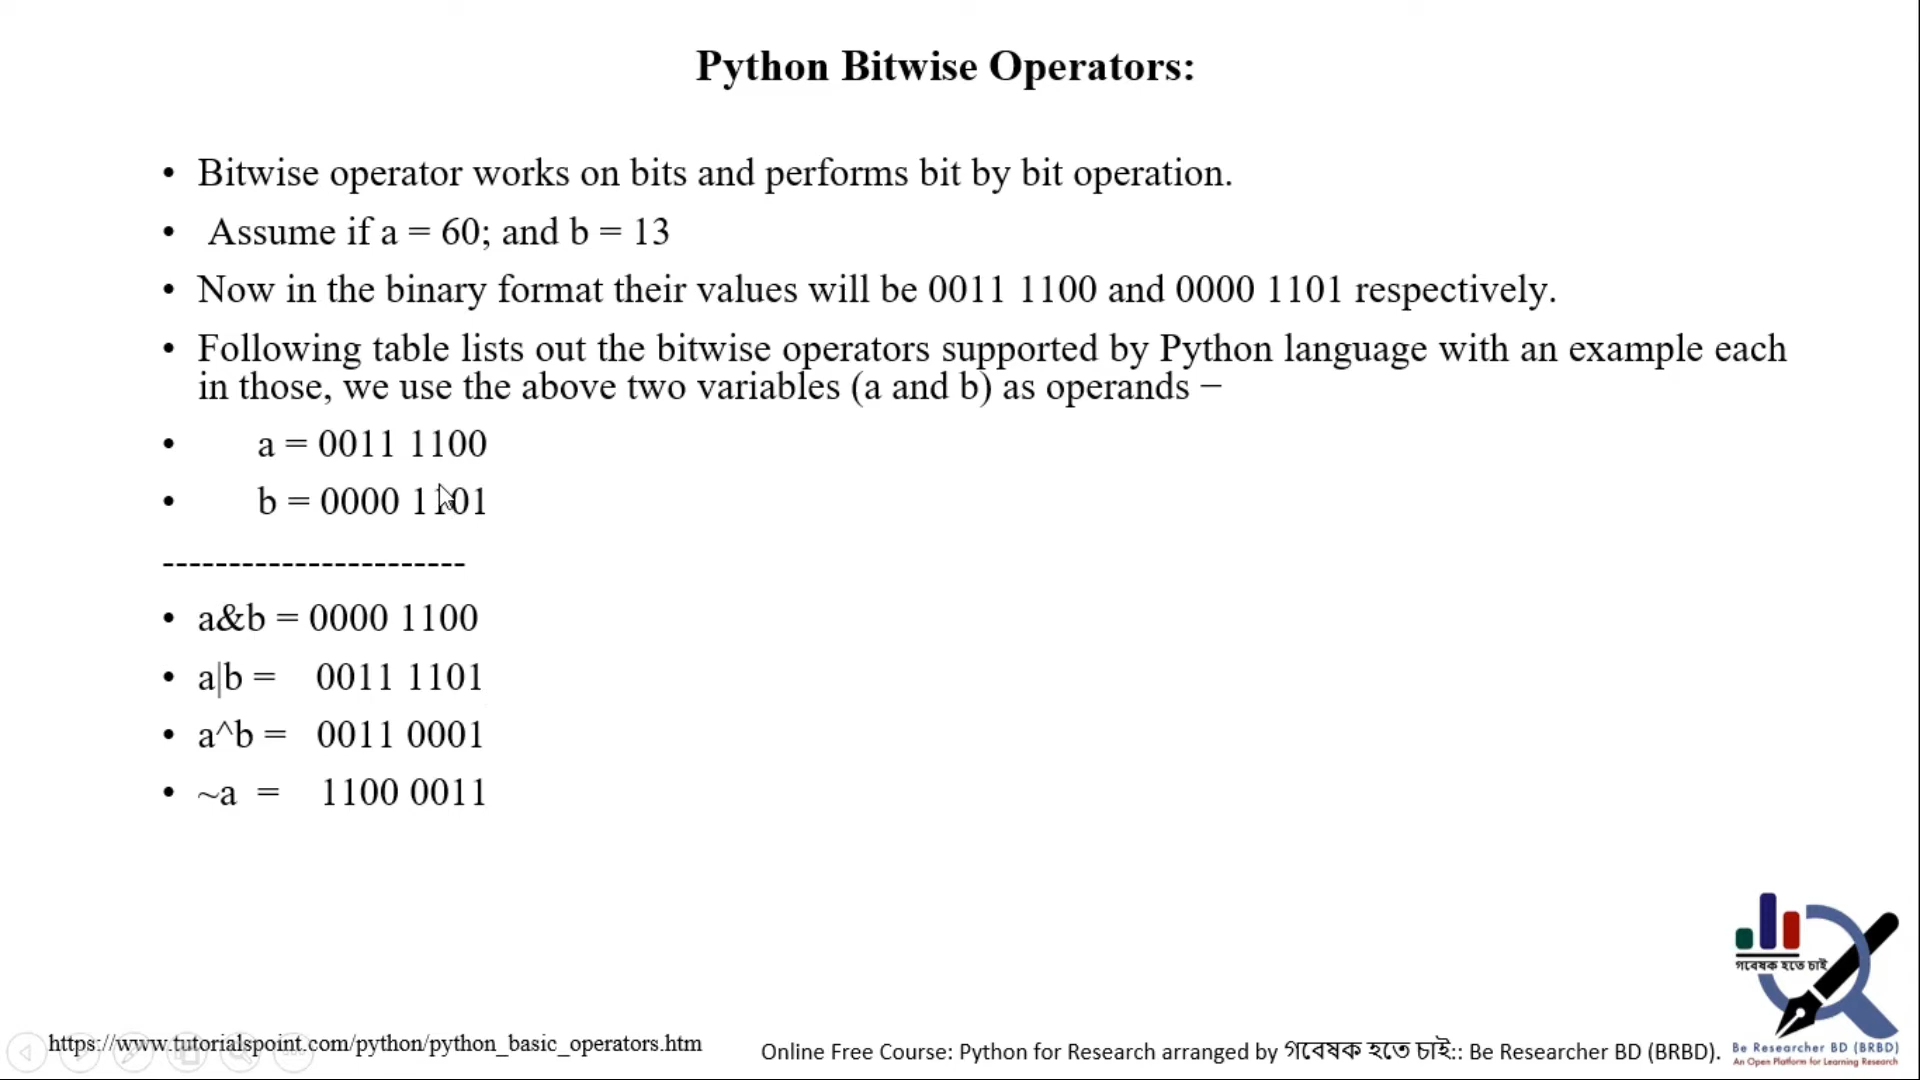 Python Bitwise Operators:
• Bitwise operator works on bits and performs bit by bit operation.
• Assume if a = 60; and b = 13
• Now in the binary format their values will be 0011 1100 and 0000 1101 respectively.
• Following table lists out the bitwise operators supported by Python language with an example each
in those, we use the above two variables (a and b) as operands −
• a = 0011 1100
• b = 0000 1101
-----------------------
• a&b = 0000 1100
• a|b = 0011 1101
• a^b = 0011 0001
• ~a = 1100 0011
গবেষক হতে চাই
Be Researcher BD (BRBD)
An Open Platform for Learning Research
https://www.tutorialspoint.com/python/python_basic_operators.htm
Online Free Course: Python for Research arranged by গবেষক হতে চাই:: Be Researcher BD (BRBD).